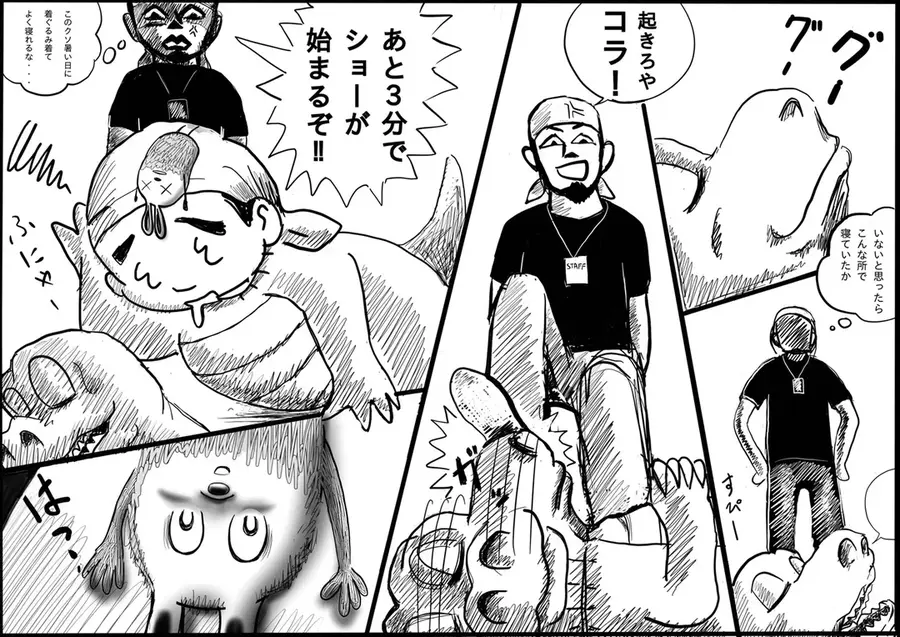 グー
グー
いないと思ったら
こんな所で
寝ていたか
すぴー
起きろや
コラ！
STAFF
ガッ
あと３分で
ショーが
始まるぞ!!
このクソ暑い日に
着ぐるみ着て
よく寝れるな・・・
ふにゃー
はっ